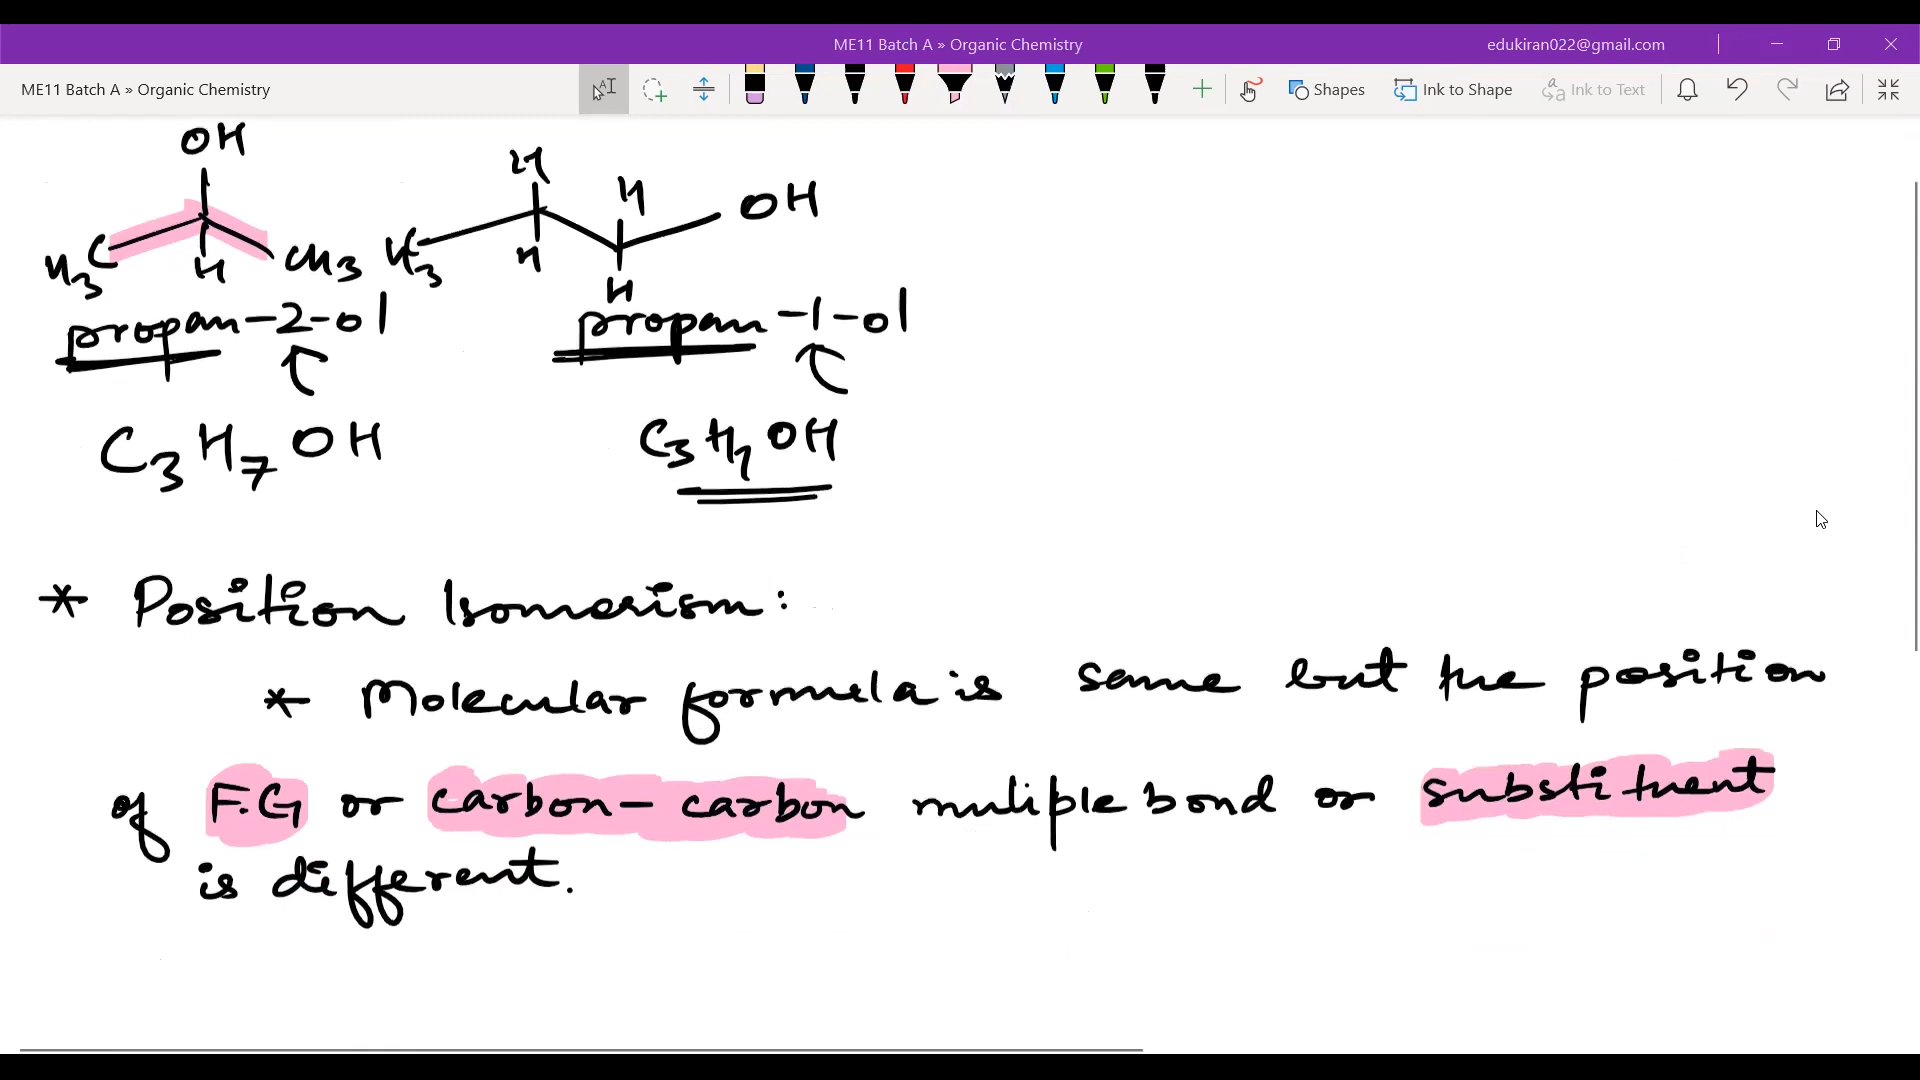 ME11 Batch A » Organic Chemistry
edukiran022@gmail.com
ME11 Batch A » Organic Chemistry
Shapes
Ink to Shape
Ink to Text
OH
H
H
OH
H3C
H
CH3
H3C
H
H
propan-2-ol
propan-1-ol
C3H7OH
C3H7OH
* Position Isomerism:
* Molecular formula is same but the position
of F.G or carbon-carbon muliple bond or substituent
is different.